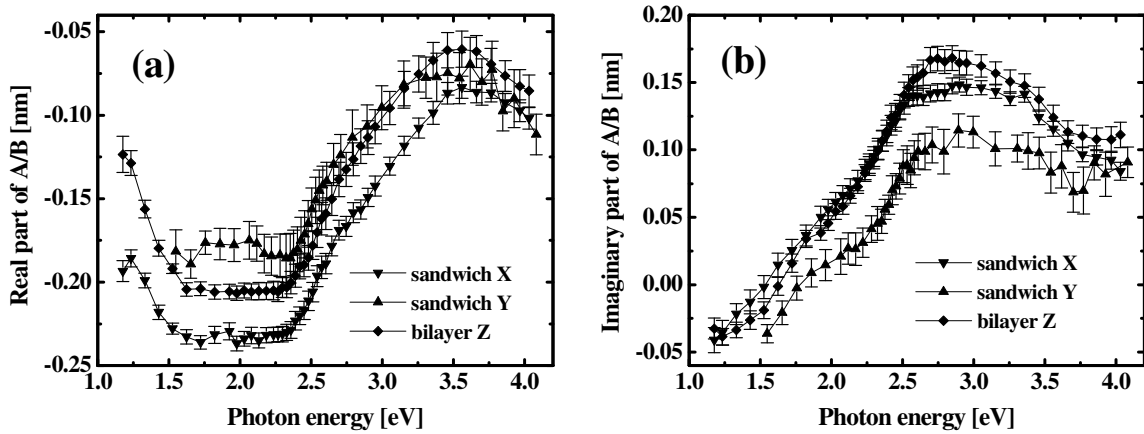 (a)
Real part of A/B [nm]
-0.05
-0.10
-0.15
-0.20
-0.25
sandwich X
sandwich Y
bilayer Z
1.0 1.5 2.0 2.5 3.0 3.5 4.0
Photon energy [eV]
(b)
Imaginary part of A/B [nm]
0.20
0.15
0.10
0.05
0.00
-0.05
sandwich X
sandwich Y
bilayer Z
1.0 1.5 2.0 2.5 3.0 3.5 4.0
Photon energy [eV]